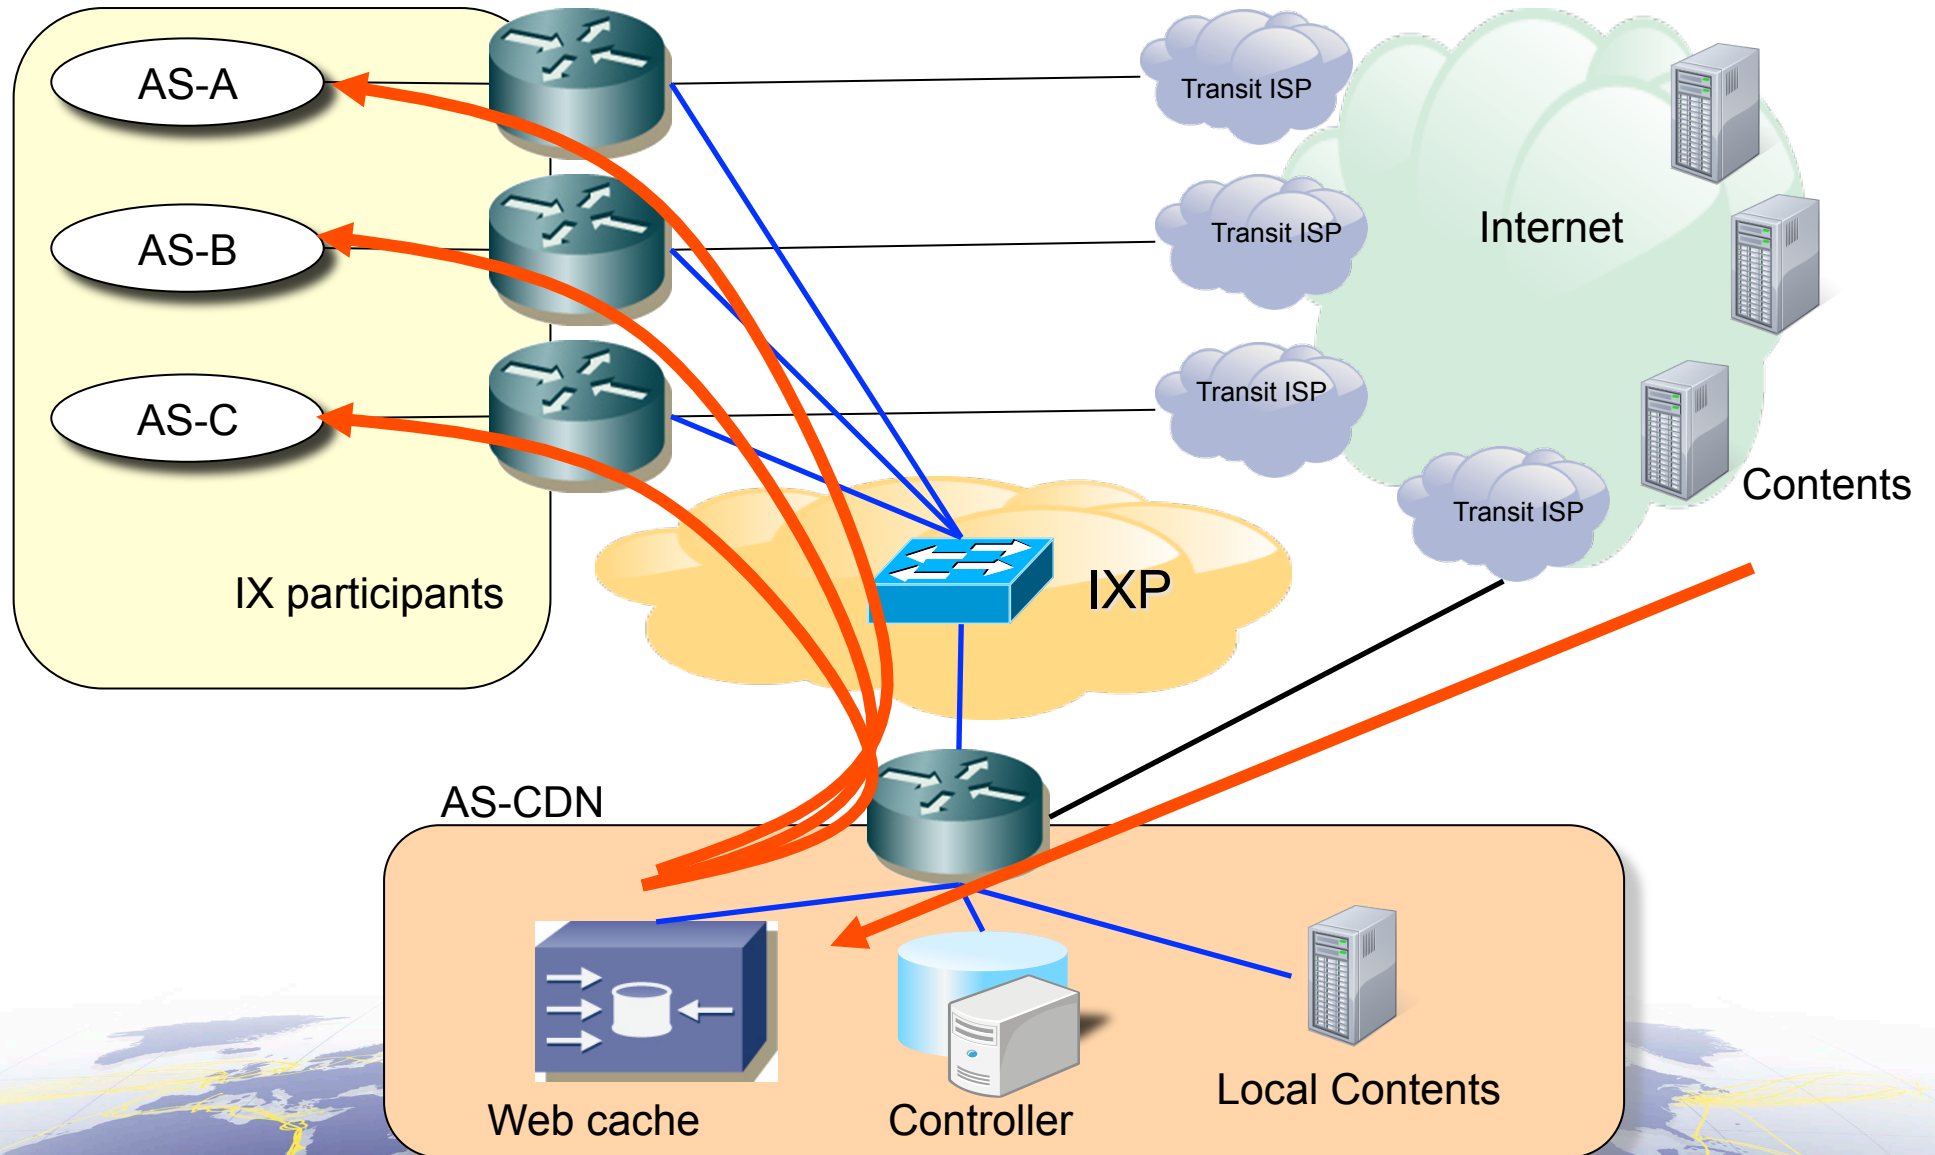 AS-A
Transit ISP
AS-B
Transit ISP
Internet
AS-C
Transit ISP
Contents
Transit ISP
IX participants
IXP
AS-CDN
Web cache
Controller
Local Contents